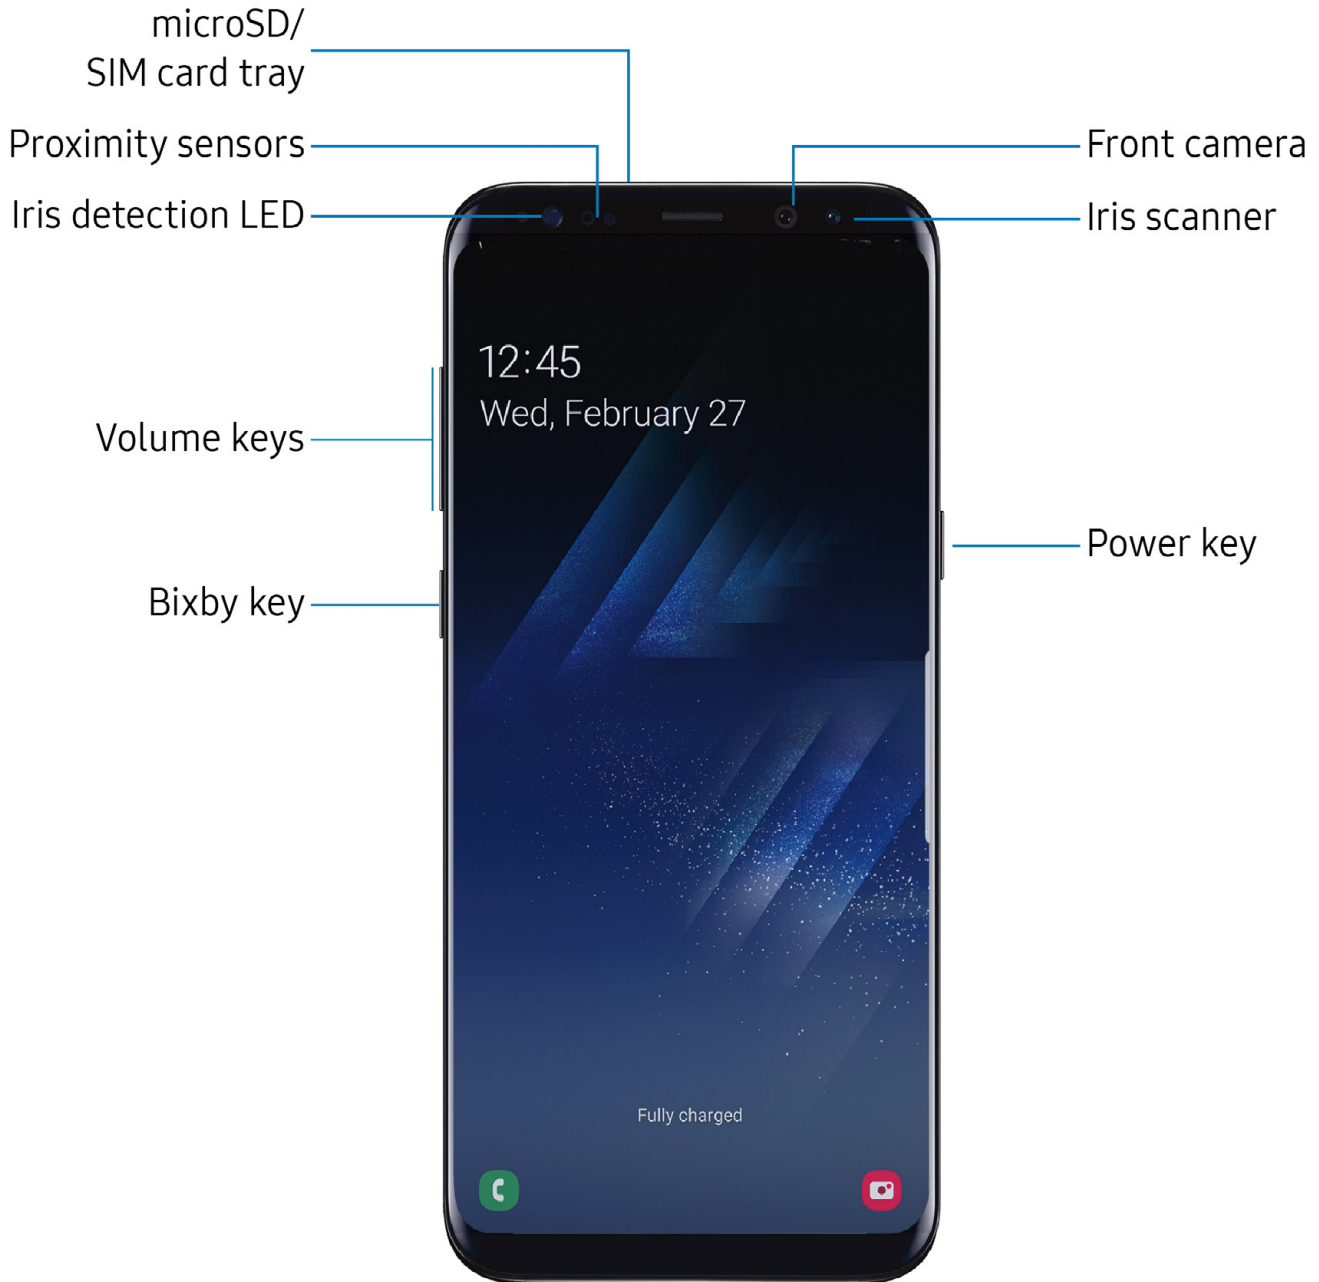 microSD/
SIM card tray
Proximity sensors
Iris detection LED
Front camera
Iris scanner
12:45
Wed, February 27
Volume keys
Power key
Bixby key
Fully charged